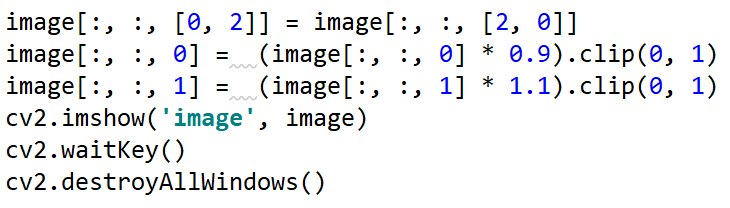 image[:, :, [0, 2]] = image[:, :, [2, 0]]
image[:, :, 0] =  (image[:, :, 0] * 0.9).clip(0, 1)
image[:, :, 1] =  (image[:, :, 1] * 1.1).clip(0, 1)
cv2.imshow('image', image)
cv2.waitKey()
cv2.destroyAllWindows()